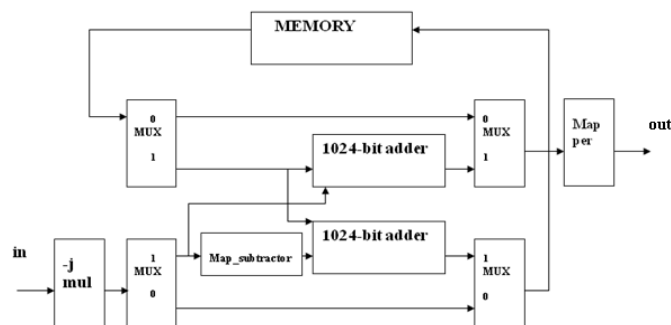 MEMORY
0
MUX
1
0
MUX
1
Map
per
out
1024-bit adder
in
-j
mul
1
MUX
0
Map_subtractor
1024-bit adder
1
MUX
0